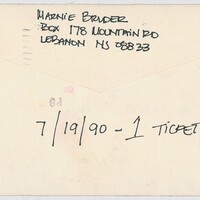 MARNIE BRUDER
BOX 178 MOUNTAIN RD
LEBANON NJ 08833
7/19/90 - 1 TICKET